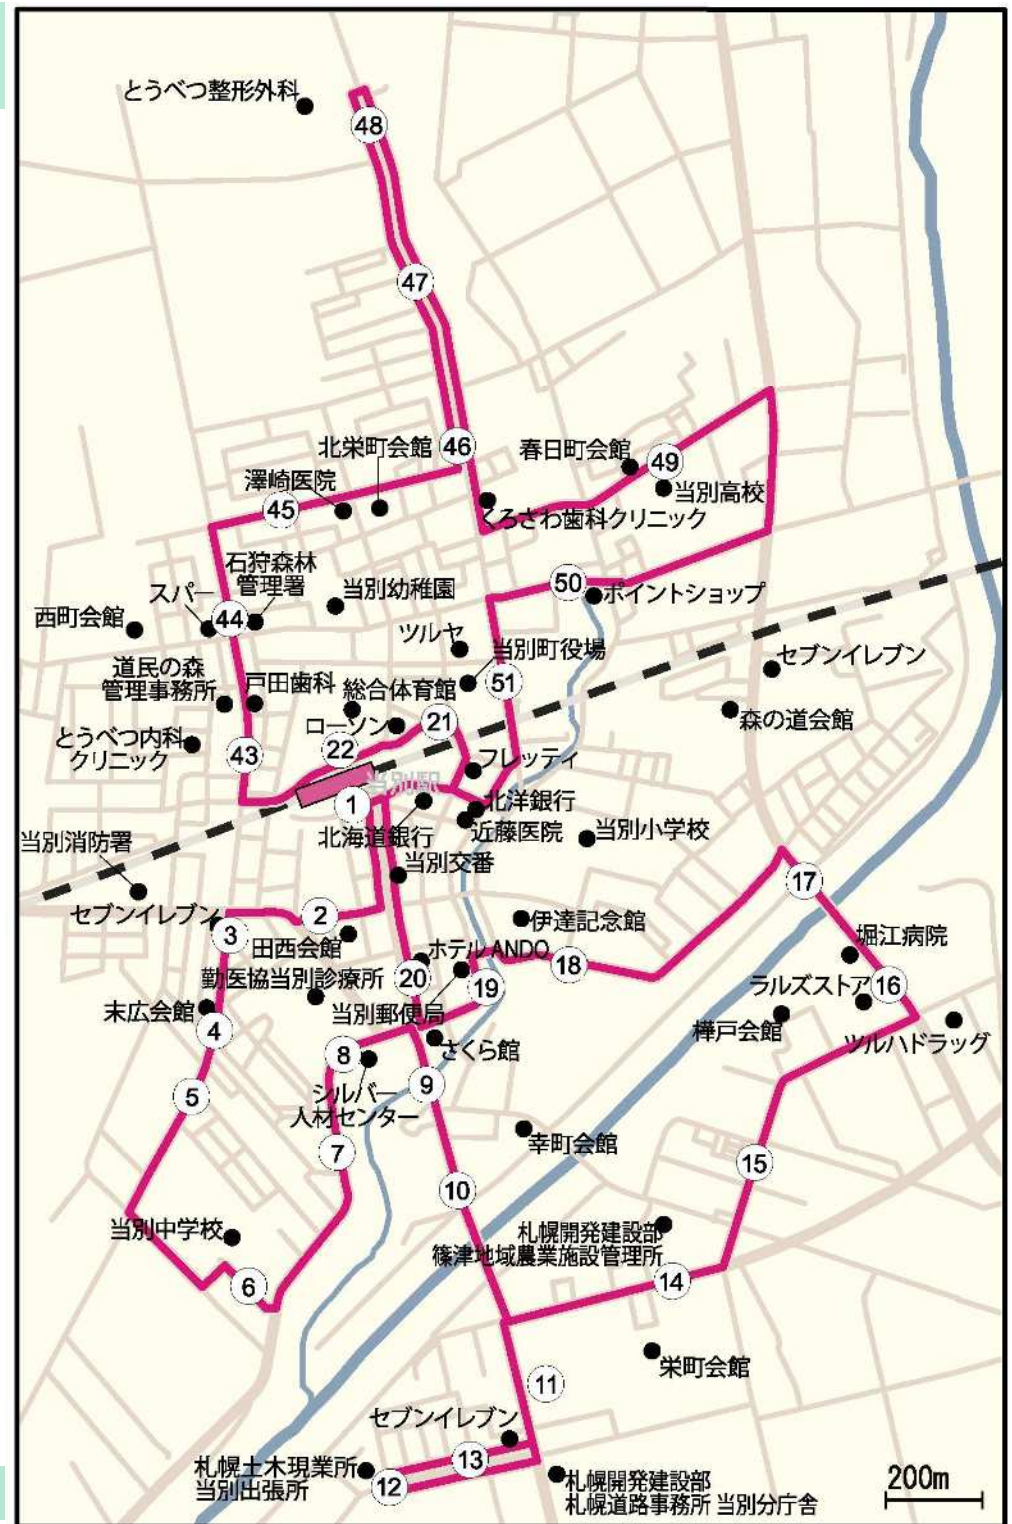 とうべつ整形外科
48
47
北栄町会館
46
春日町会館
49
澤崎医院
当別高校
45
くろさわ歯科クリニック
石狩森林
管理署
スパー
44
当別幼稚園
50
ポイントショップ
西町会館
ツルヤ
当別町役場
セブンイレブン
道民の森
管理事務所
戸田歯科
総合体育館
51
森の道会館
ローソン
21
とうべつ内科
クリニック
43
22
フレッティ
当別駅
1
北洋銀行
北海道銀行
近藤医院
当別小学校
当別消防署
当別交番
17
セブンイレブン
2
伊達記念館
3
田西会館
堀江病院
ホテルANDO
18
勤医協当別診療所
20
19
ラルズストア
16
末広会館
当別郵便局
4
樺戸会館
ツルハドラッグ
8
さくら館
シルバー
人材センター
9
5
7
幸町会館
15
10
当別中学校
札幌開発建設部
篠津地域農業施設管理所
6
14
栄町会館
11
セブンイレブン
13
札幌土木現業所
当別出張所
12
札幌開発建設部
札幌道路事務所 当別分庁舎
200m